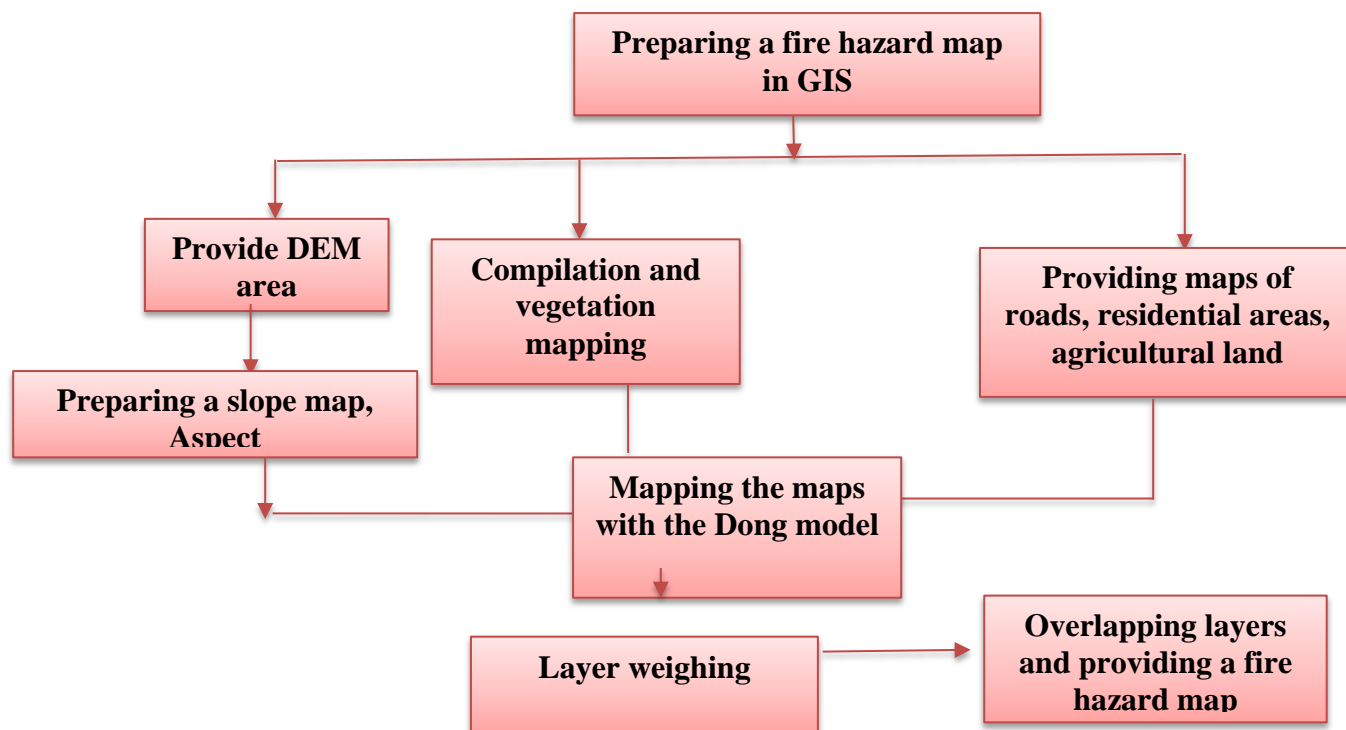 Preparing a fire hazard map
in GIS
Provide DEM
area
Compilation and
vegetation
mapping
Providing maps of
roads, residential areas,
agricultural land
Preparing a slope map,
Aspect
Mapping the maps
with the Dong model
Layer weighing
Overlapping layers
and providing a fire
hazard map